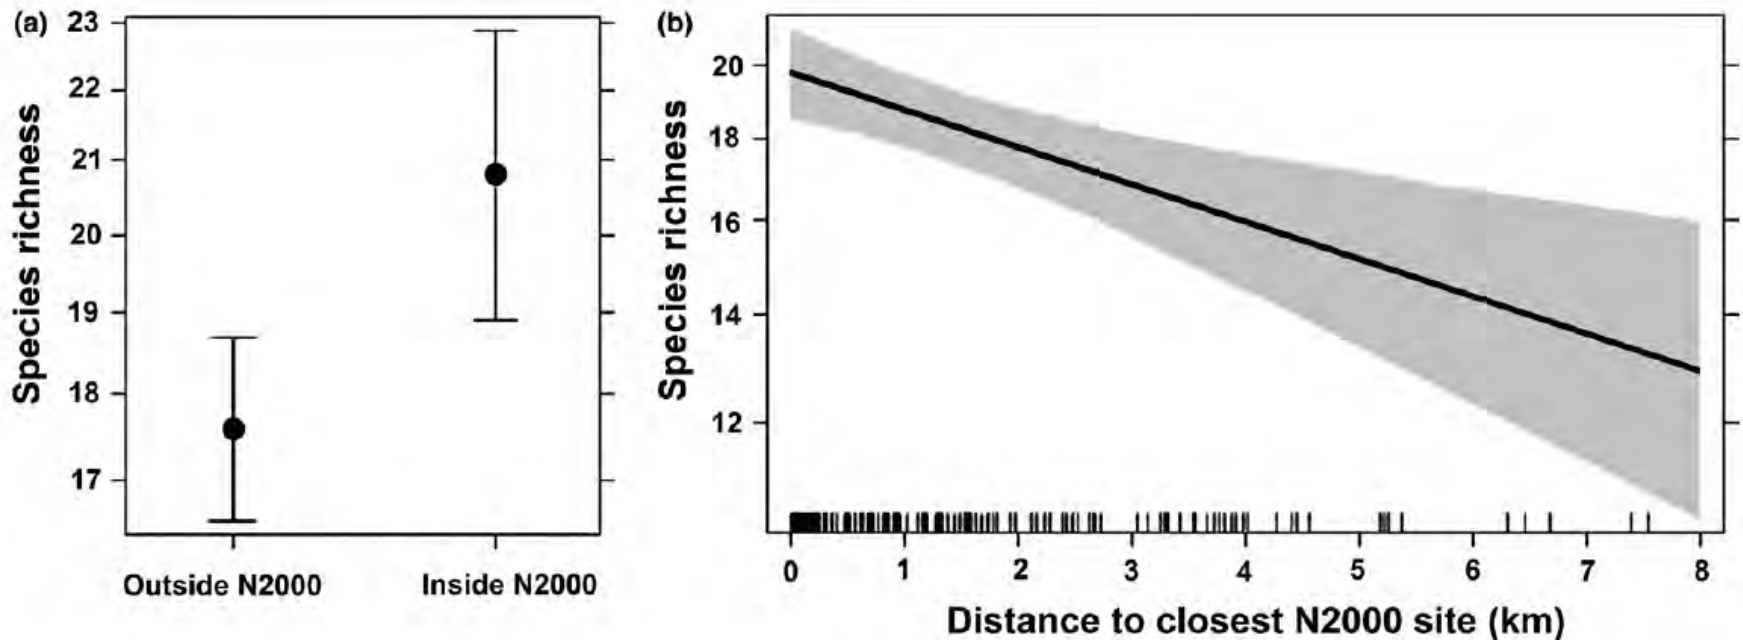 (a)
23
22
21
20
19
18
17
Species richness
Outside N2000
Inside N2000
(b)
20
18
16
14
12
Species richness
0 1 2 3 4 5 6 7 8
Distance to closest N2000 site (km)